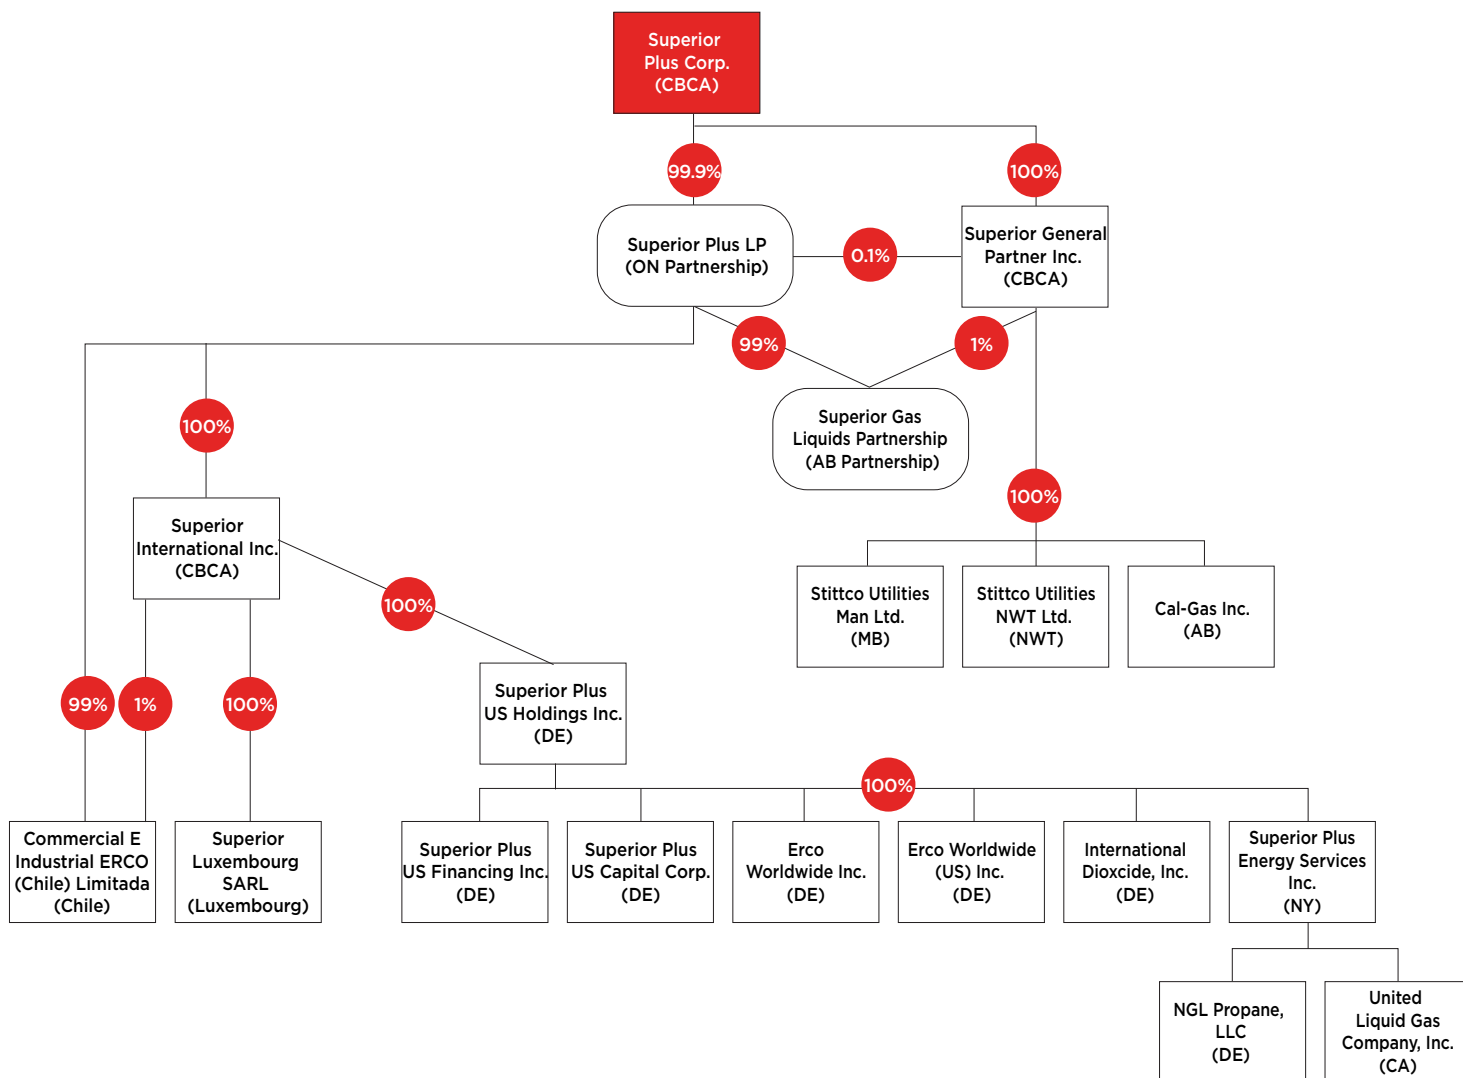 Superior
Plus Corp.
(CBCA)
99.9%
100%
Superior Plus LP
(ON Partnership)
0.1%
Superior General
Partner Inc.
(CBCA)
99%
1%
100%
Superior Gas
Liquids Partnership
(AB Partnership)
100%
Superior
International Inc.
(CBCA)
100%
Stittco Utilities
Man Ltd.
(MB)
Stittco Utilities
NWT Ltd.
(NWT)
Cal-Gas Inc.
(AB)
99%
1%
100%
Superior Plus
US Holdings Inc.
(DE)
100%
Commercial E
Industrial ERCO
(Chile) Limitada
(Chile)
Superior
Luxembourg
SARL
(Luxembourg)
Superior Plus
US Financing Inc.
(DE)
Superior Plus
US Capital Corp.
(DE)
Erco
Worldwide Inc.
(DE)
Erco Worldwide
(US) Inc.
(DE)
International
Dioxcide, Inc.
(DE)
Superior Plus
Energy Services
Inc.
(NY)
NGL Propane,
LLC
(DE)
United
Liquid Gas
Company, Inc.
(CA)